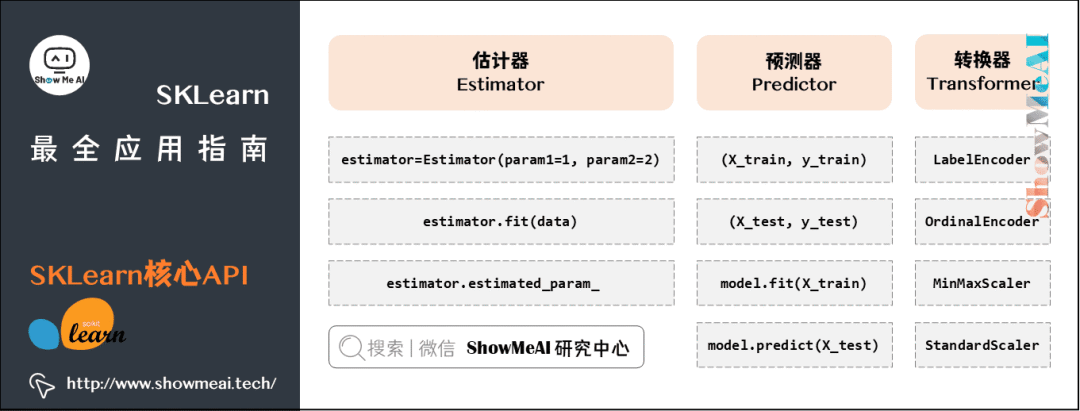 Show Me AI
SKLearn
最全应用指南
SKLearn核心API
scikit
learn
http://www.showmeai.tech/
估计器
Estimator
estimator=Estimator(param1=1, param2=2)
estimator.fit(data)
estimator.estimated_param_
搜索 | 微信 ShowMeAI 研究中心
预测器
Predictor
(X_train, y_train)
(X_test, y_test)
model.fit(X_train)
model.predict(X_test)
转换器
Transformer
LabelEncoder
OrdinalEncoder
MinMaxScaler
StandardScaler
ShowMeAI